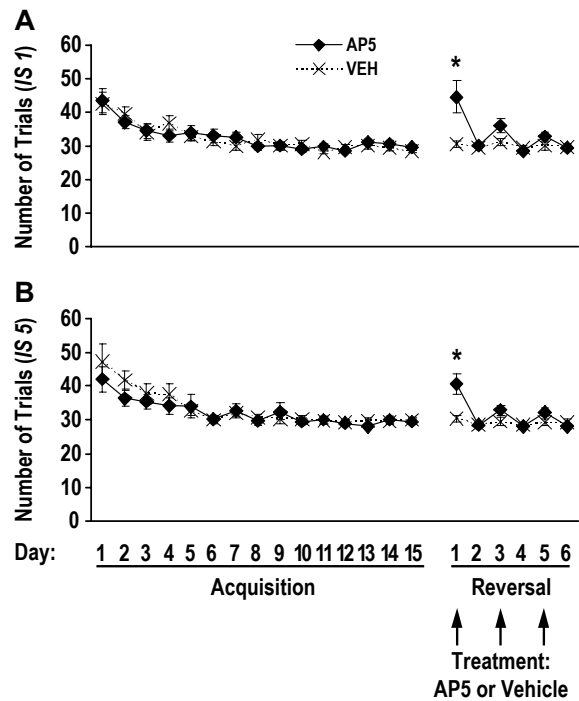 A
Number of Trials (IS 1)
60
50
40
30
20
10
0
AP5
VEH
*
B
Number of Trials (IS 5)
60
50
40
30
20
10
0
*
Day: 1 2 3 4 5 6 7 8 9 10 11 12 13 14 15 1 2 3 4 5 6
Acquisition Reversal
Treatment:
AP5 or Vehicle